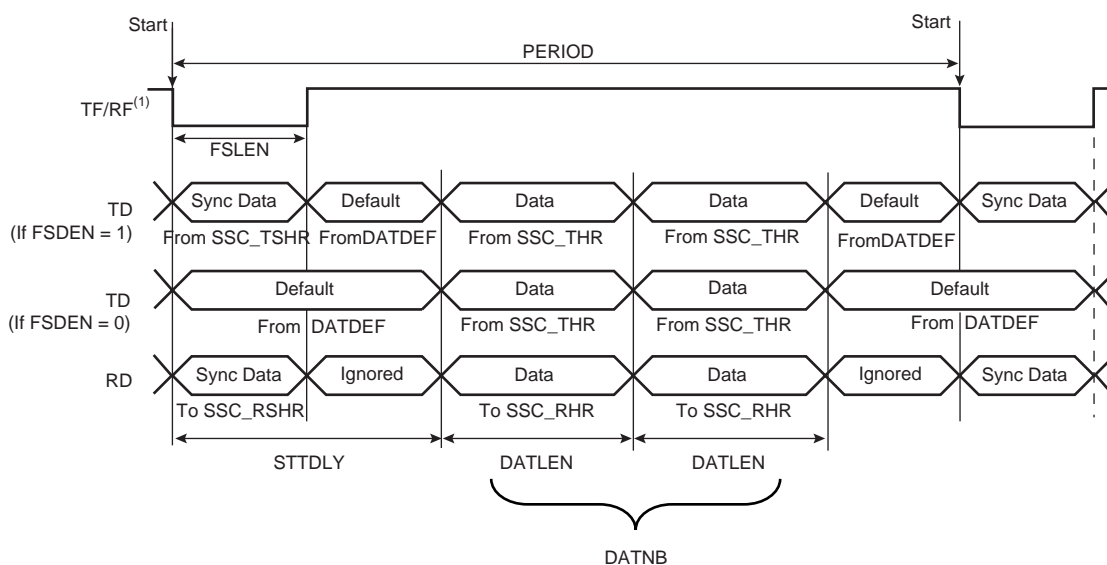 Start
Start
PERIOD
TF/RF(1)
FSLEN
TD
(If FSDEN = 1)
Sync Data
Default
Data
Data
Default
Sync Data
From SSC_TSHR
FromDATDEF
From SSC_THR
From SSC_THR
FromDATDEF
TD
(If FSDEN = 0)
Default
Data
Data
Default
From DATDEF
From SSC_THR
From SSC_THR
From DATDEF
RD
Sync Data
Ignored
Data
Data
Ignored
Sync Data
To SSC_RSHR
To SSC_RHR
To SSC_RHR
STTDLY
DATLEN
DATLEN
DATNB